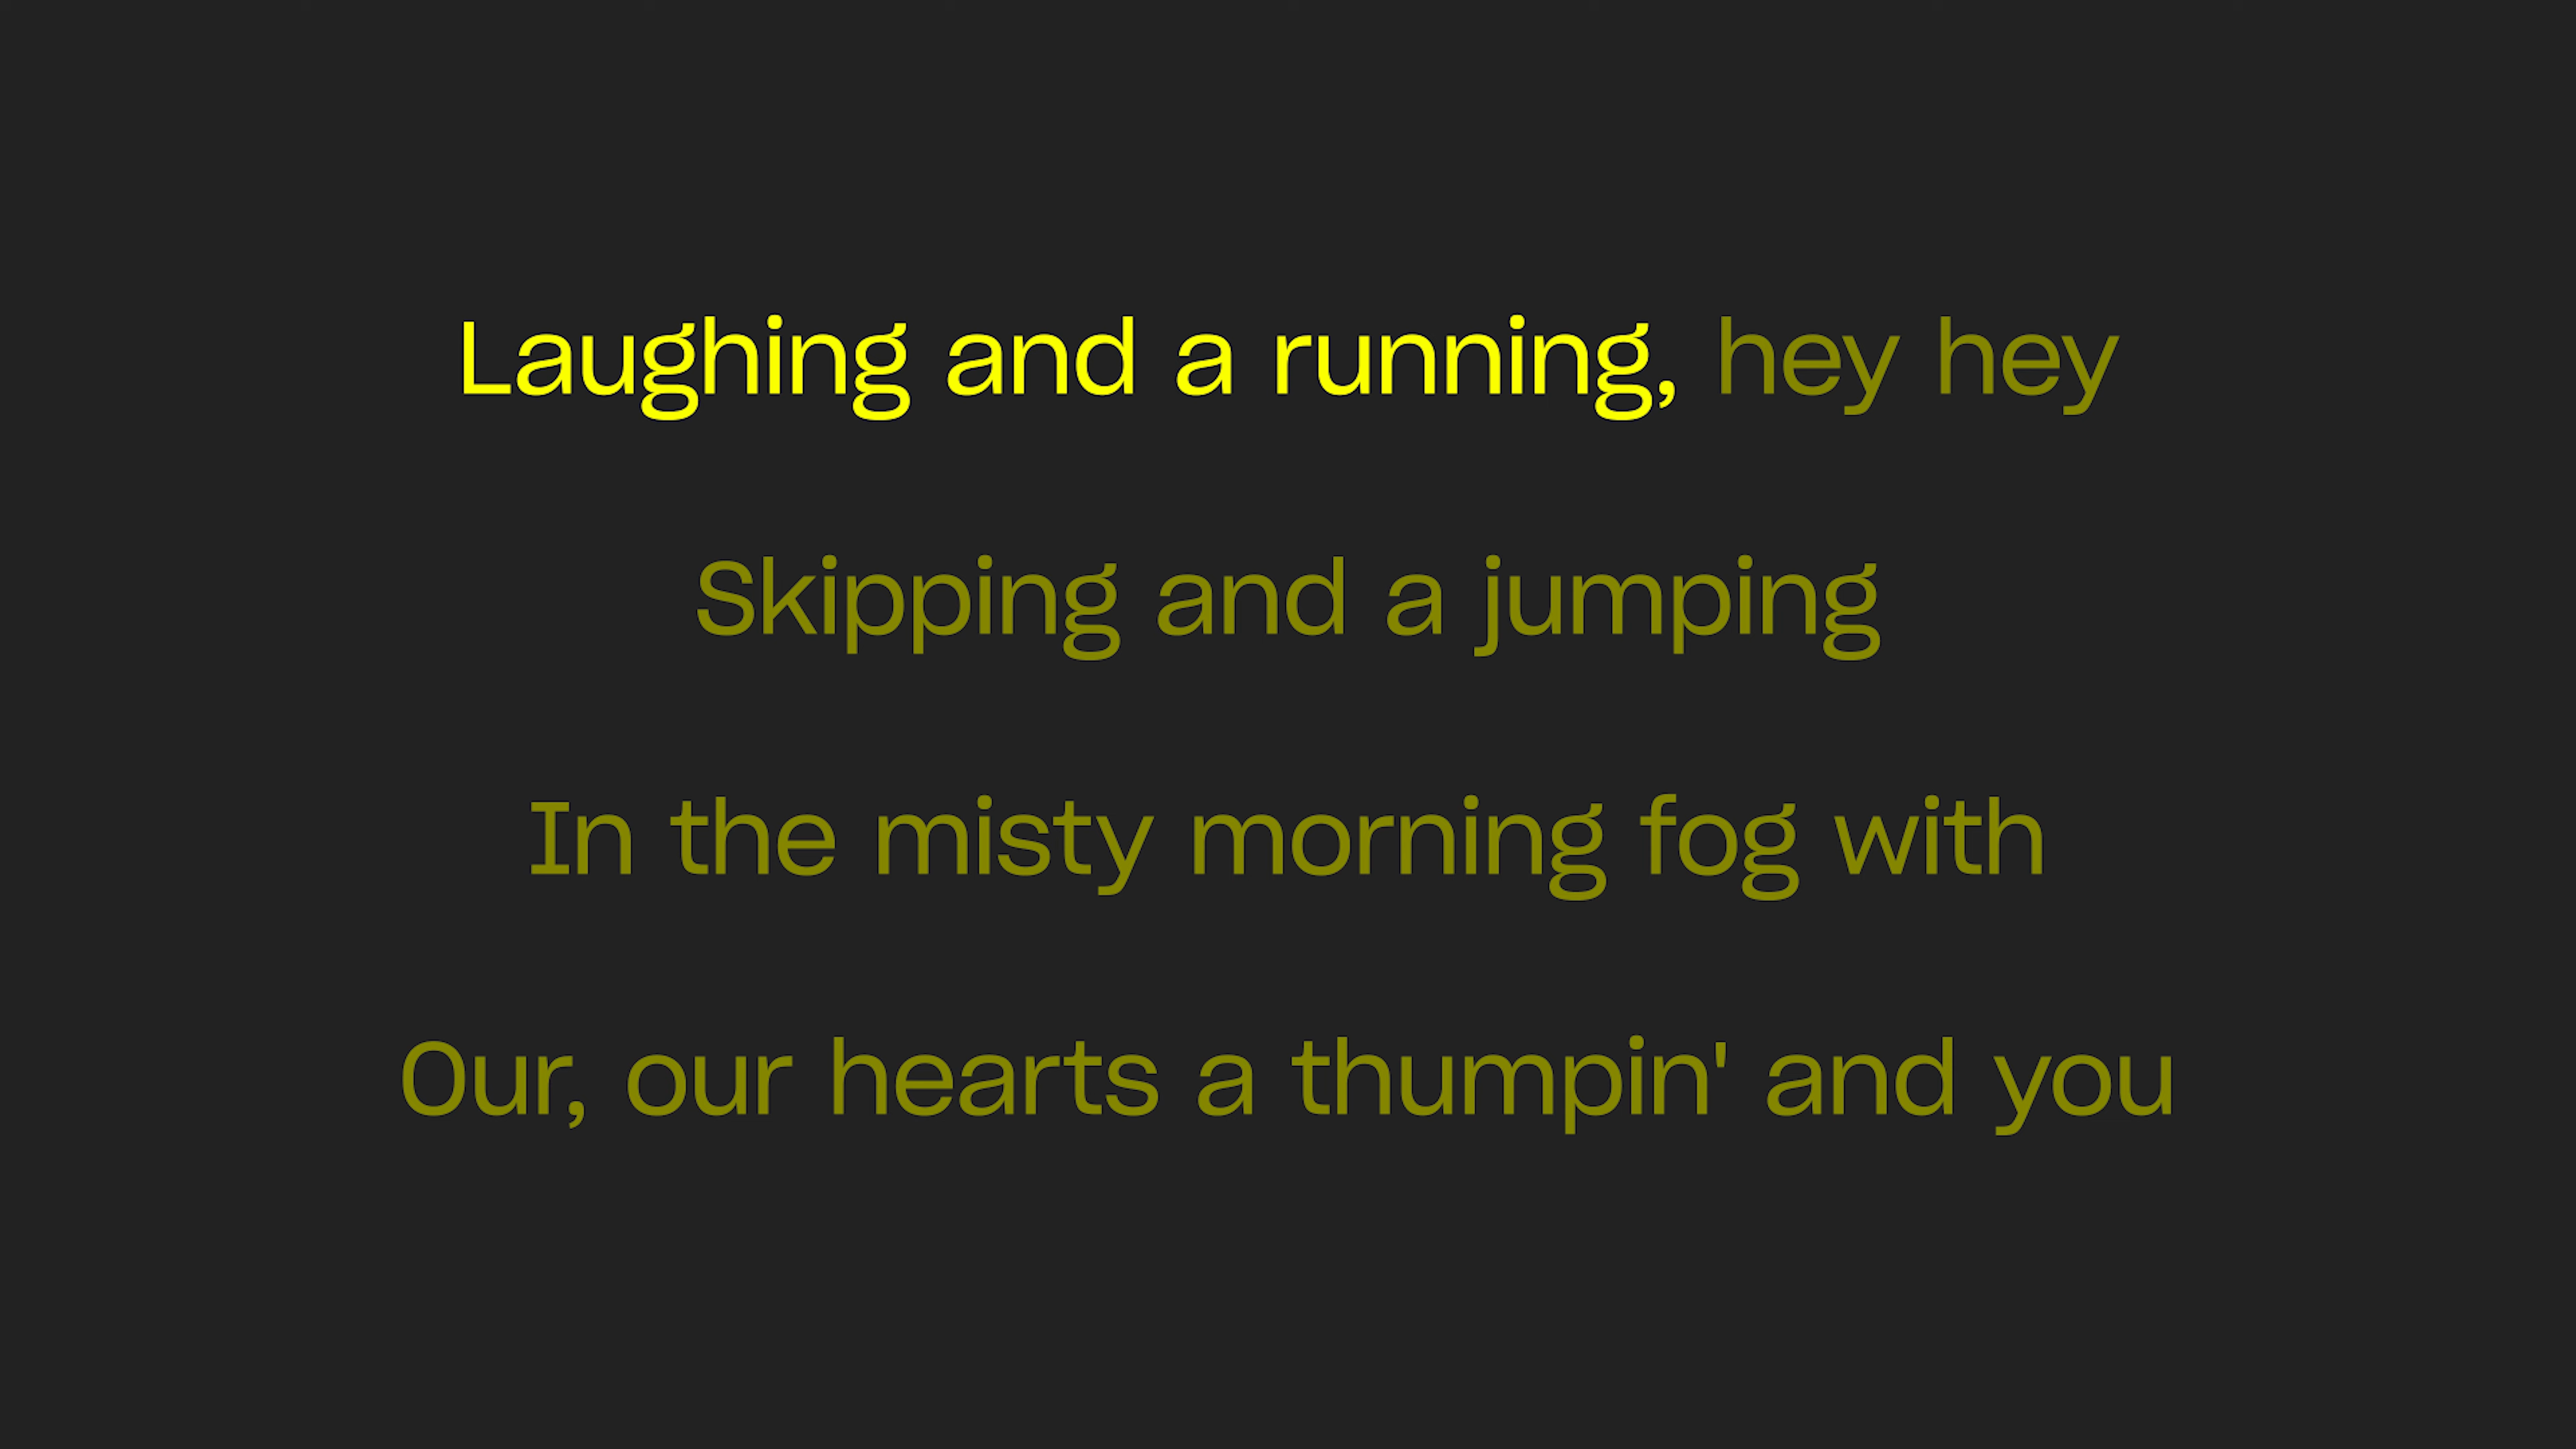 Laughing and a running, hey hey
Skipping and a jumping
In the misty morning fog with
Our, our hearts a thumpin' and you